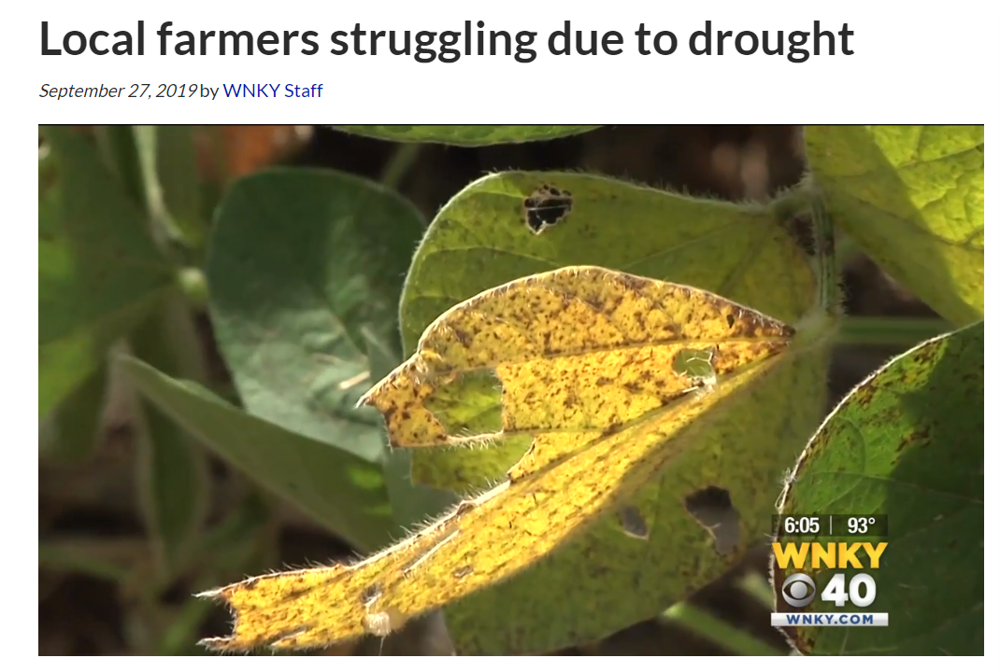 Local farmers struggling due to drought
September 27, 2019 by WNKY Staff
6:05 | 93°
WNKY
40
WNKY.COM